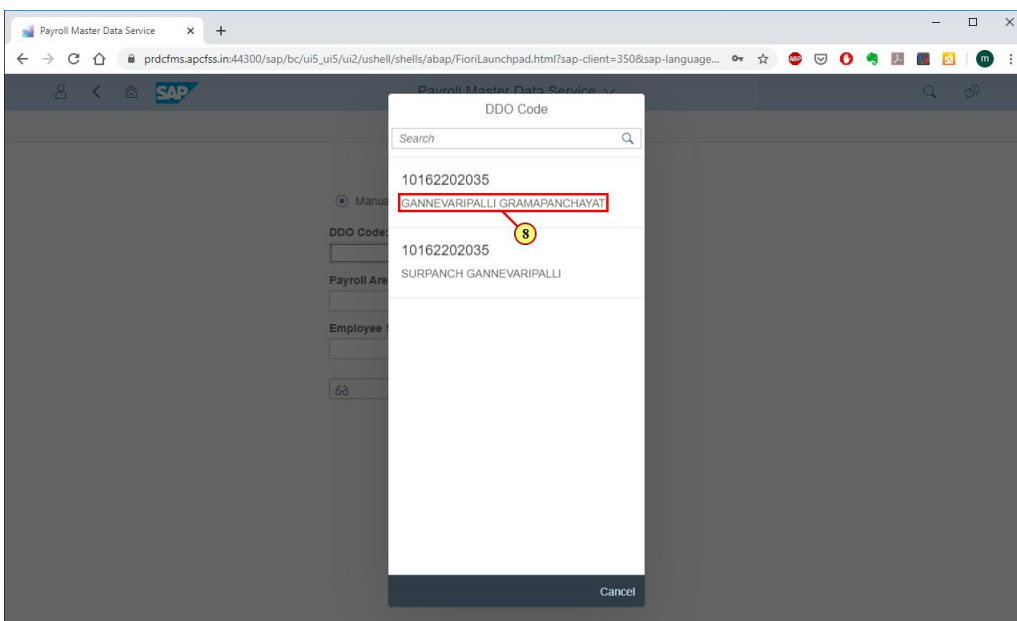 Payroll Master Data Service
prdcfms.apcfss.in:44300/sap/bc/ui5_ui5/ui2/ushell/shells/abap/FioriLaunchpad.html?sap-client=350&sap-language...
ABP
m
SAP
Payroll Master Data Service
DDO Code
Search
10162202035
Manua
GANNEVARIPALLI GRAMAPANCHAYAT
8
DDO Code:
10162202035
SURPANCH GANNEVARIPALLI
Payroll Are
Employee S
Cancel